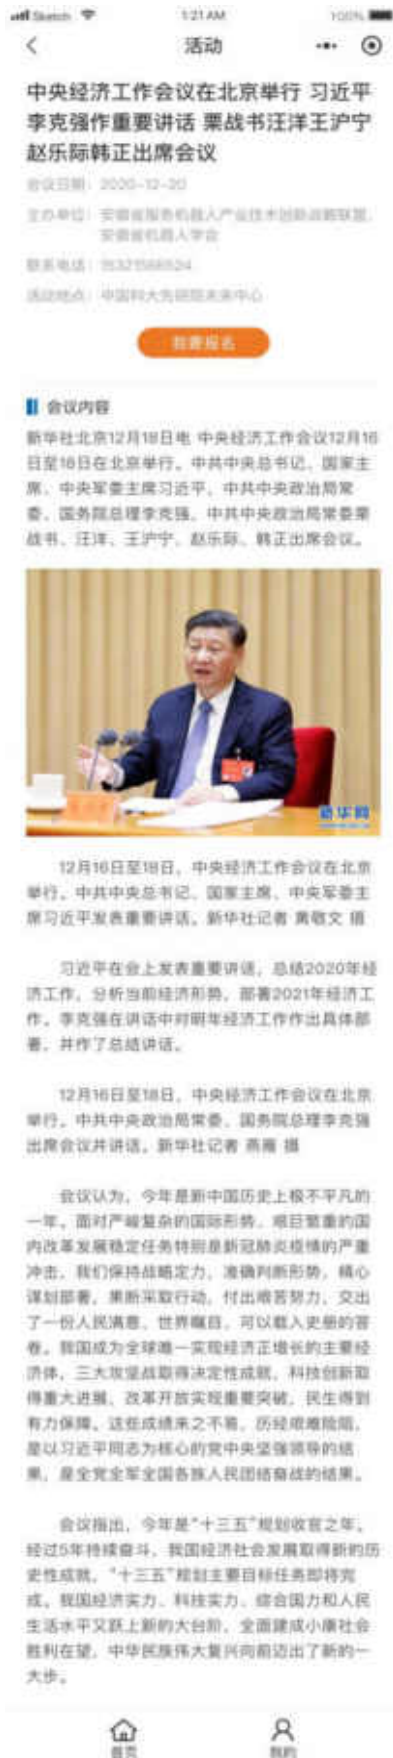 Sketch
1:21 AM
100%
活动
中央经济工作会议在北京举行 习近平
李克强作重要讲话 栗战书汪洋王沪宁
赵乐际韩正出席会议
会议日期：2020-12-20
主办单位：安徽省服务机器人产业技术创新战略联盟、
安徽省机器人学会
联系电话：
活动地点：中国科大先研院未来中心
我要报名
会议内容
新华社北京12月18日电 中央经济工作会议12月16
日至18日在北京举行。中共中央总书记、国家主
席、中央军委主席习近平，中共中央政治局常
委、国务院总理李克强，中共中央政治局常委栗
战书、汪洋、王沪宁、赵乐际、韩正出席会议。
新华网
12月16日至18日，中央经济工作会议在北京
举行。中共中央总书记、国家主席、中央军委主
席习近平发表重要讲话。新华社记者 黄敬文 摄
习近平在会上发表重要讲话，总结2020年经
济工作，分析当前经济形势，部署2021年经济工
作。李克强在讲话中对明年经济工作作出具体部
署，并作了总结讲话。
12月16日至18日，中央经济工作会议在北京
举行。中共中央政治局常委、国务院总理李克强
出席会议并讲话。新华社记者 燕雁 摄
会议认为，今年是新中国历史上极不平凡的
一年。面对严峻复杂的国际形势、艰巨繁重的国
内改革发展稳定任务特别是新冠肺炎疫情的严重
冲击，我们保持战略定力，准确判断形势，精心
谋划部署，果断采取行动，付出艰苦努力，交出
了一份人民满意、世界瞩目、可以载入史册的答
卷。我国成为全球唯一实现经济正增长的主要经
济体，三大攻坚战取得决定性成就，科技创新取
得重大进展，改革开放实现重要突破，民生得到
有力保障。这些成绩来之不易，历经艰难险阻，
是以习近平同志为核心的党中央坚强领导的结
果，是全党全军全国各族人民团结奋战的结果。
会议指出，今年是“十三五”规划收官之年。
经过5年持续奋斗，我国经济社会发展取得新的历
史性成就，“十三五”规划主要目标任务即将完
成。我国经济实力、科技实力、综合国力和人民
生活水平又跃上新的大台阶，全面建成小康社会
胜利在望，中华民族伟大复兴向前迈出了新的一
大步。
首页
我的